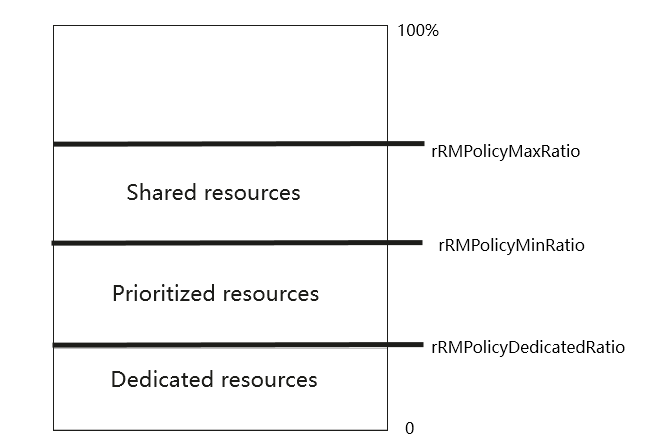 100%
rRMPolicyMaxRatio
Shared resources
rRMPolicyMinRatio
Prioritized resources
rRMPolicyDedicatedRatio
Dedicated resources
0